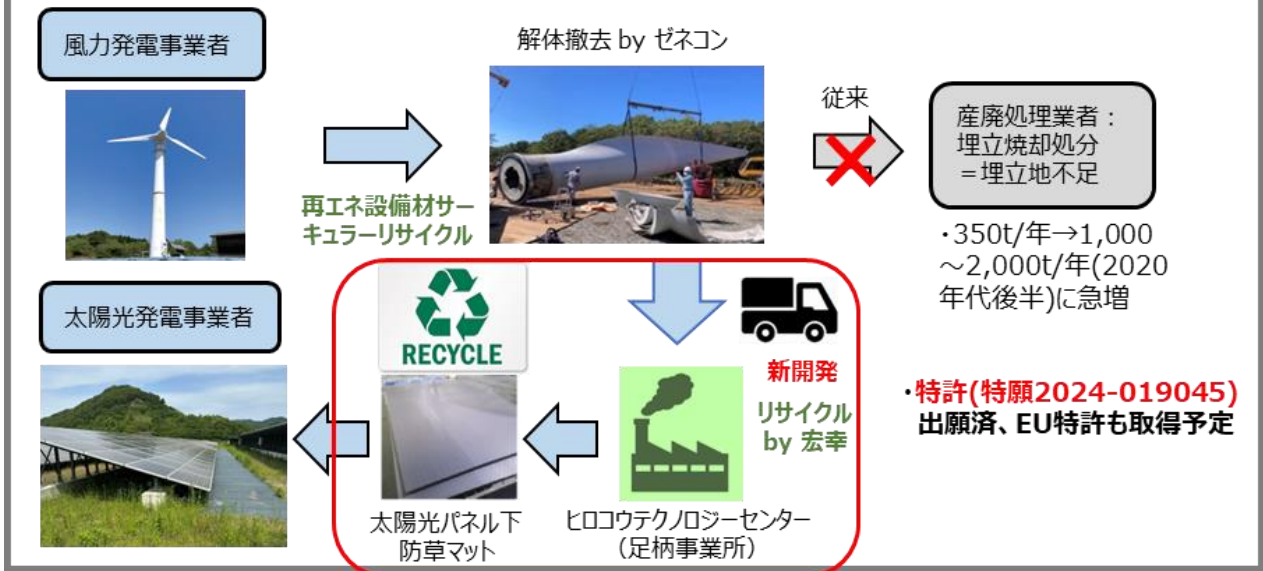 風力発電事業者
解体撤去 by ゼネコン
従来
産廃処理業者：
埋立焼却処分
＝埋立地不足
再エネ設備材サー
キュラーリサイクル
・350t/年→1,000
～2,000t/年(2020
年代後半)に急増
太陽光発電事業者
RECYCLE
新開発
リサイクル
by 宏幸
・特許(特願2024-019045)
出願済、EU特許も取得予定
太陽光パネル下
防草マット
ヒロコウテクノロジーセンター
（足柄事業所）